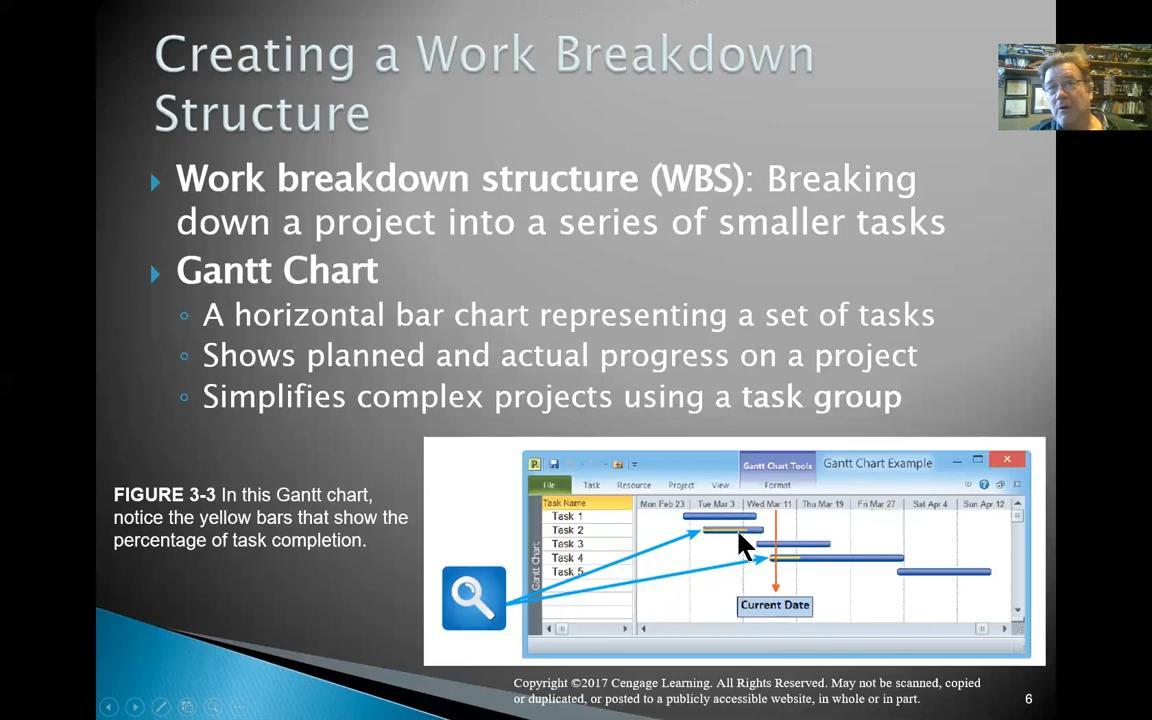 Creating a Work Breakdown
Structure
Work breakdown structure (WBS): Breaking
down a project into a series of smaller tasks
Gantt Chart
A horizontal bar chart representing a set of tasks
Shows planned and actual progress on a project
Simplifies complex projects using a task group
FIGURE 3-3 In this Gantt chart,
notice the yellow bars that show the
percentage of task completion.
Gantt Chart Tools Gantt Chart Example
File Task Resource Project View Format
Task Name Mon Feb 23 Tue Mar 3 Wed Mar 11 Thu Mar 19 Fri Mar 27 Sat Apr 4 Sun Apr 12
Task 1
Task 2
Task 3
Task 4
Task 5
Gantt Chart
Current Date
Copyright ©2017 Cengage Learning. All Rights Reserved. May not be scanned, copied
or duplicated, or posted to a publicly accessible website, in whole or in part.
6